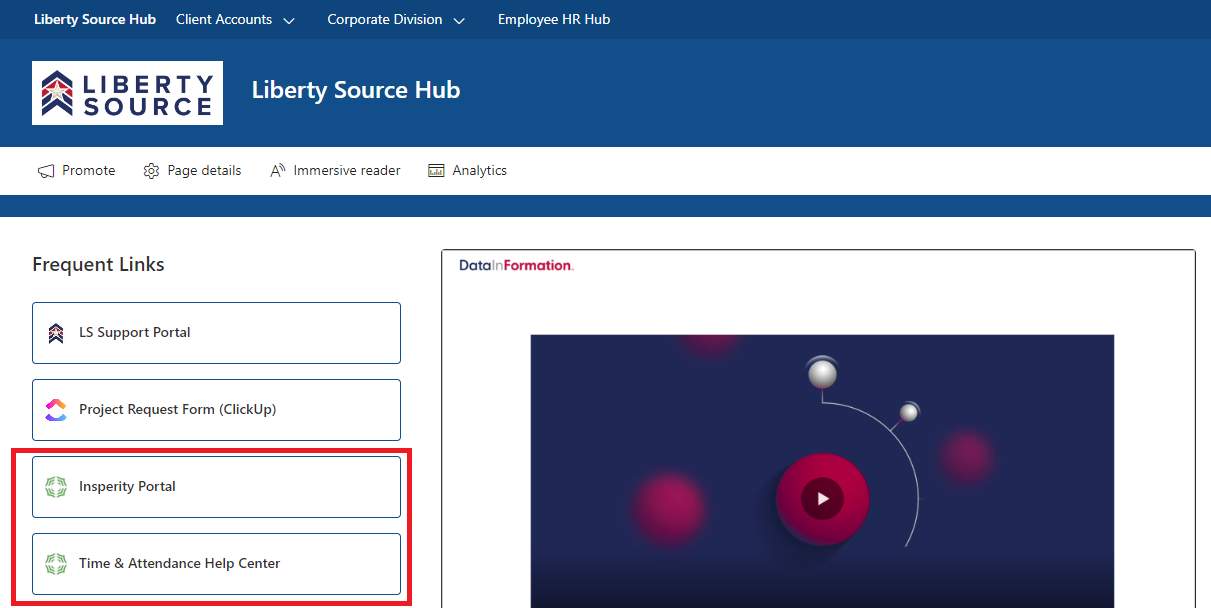 Liberty Source Hub Client Accounts Corporate Division Employee HR Hub
LIBERTY
SOURCE
Liberty Source Hub
Promote Page details Immersive reader Analytics
Frequent Links
LS Support Portal
Project Request Form (ClickUp)
Insperity Portal
Time & Attendance Help Center
DataInFormation.